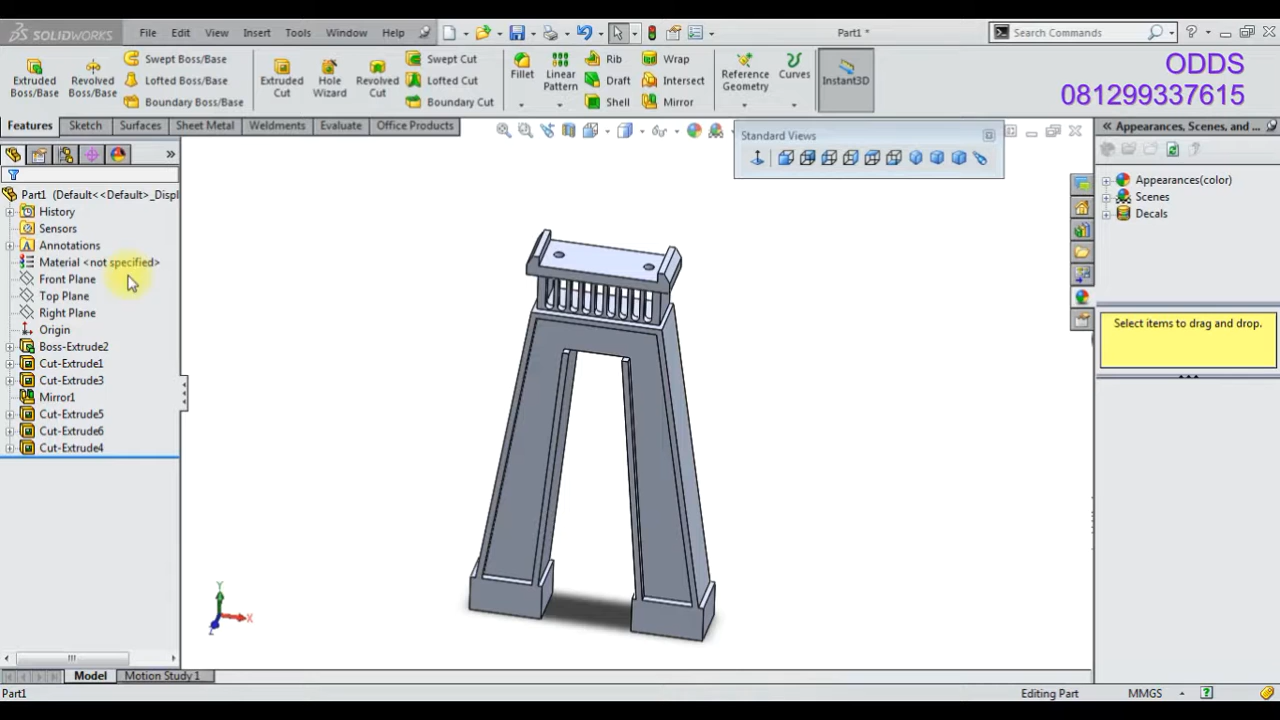 SOLIDWORKS File Edit View Insert Tools Window Help Part1 * Search Commands
ODDS
081299337615
Extruded Boss/Base
Revolved Boss/Base
Swept Boss/Base
Lofted Boss/Base
Boundary Boss/Base
Extruded Cut
Hole Wizard
Revolved Cut
Swept Cut
Lofted Cut
Boundary Cut
Fillet
Linear Pattern
Rib
Draft
Shell
Wrap
Intersect
Mirror
Reference Geometry
Curves
Instant3D
Features Sketch Surfaces Sheet Metal Weldments Evaluate Office Products
Standard Views
Appearances, Scenes, and ...
Part1 (Default<<Default>_Displ
History
Sensors
Annotations
Material <not specified>
Front Plane
Top Plane
Right Plane
Origin
Boss-Extrude2
Cut-Extrude1
Cut-Extrude3
Mirror1
Cut-Extrude5
Cut-Extrude6
Cut-Extrude4
Appearances(color)
Scenes
Decals
Select items to drag and drop.
Y
X
Z
Model Motion Study 1
Part1 Editing Part MMGS